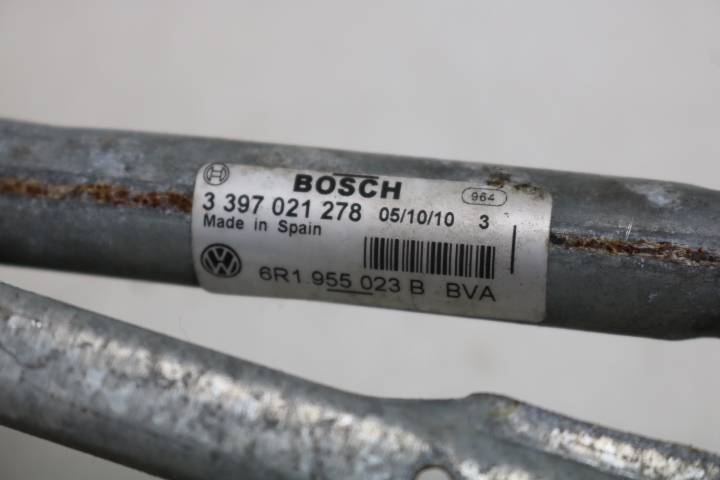 BOSCH 964
3 397 021 278 05/10/10 3
Made in Spain
6R1 955 023 B BVA